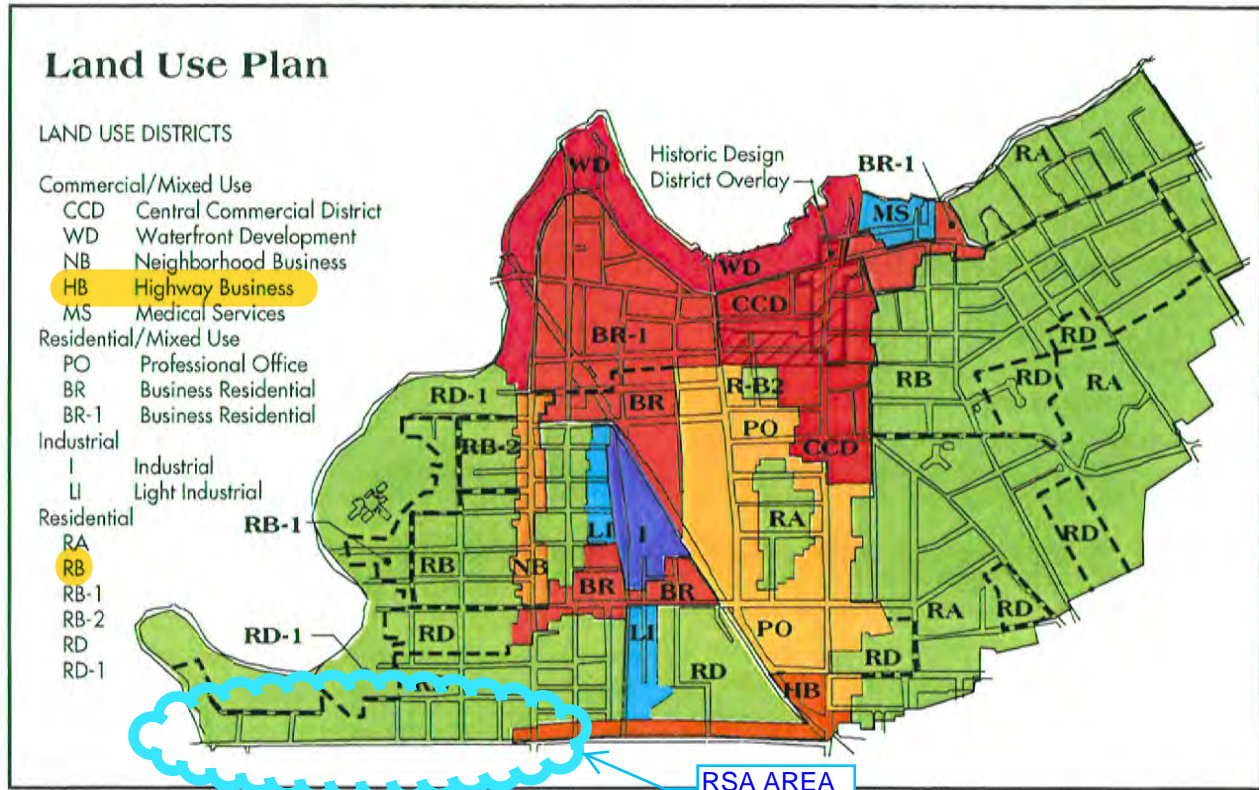 Land Use Plan
LAND USE DISTRICTS
Commercial/Mixed Use
CCD Central Commercial District
WD Waterfront Development
NB Neighborhood Business
HB Highway Business
MS Medical Services
Residential/Mixed Use
PO Professional Office
BR Business Residential
BR-1 Business Residential
Industrial
I Industrial
LI Light Industrial
Residential
RA
RB
RB-1
RB-2
RD
RD-1
Historic Design
District Overlay
BR-1
RA
WD
MS
WD
CCD
BR-1
RD
RD-1
BR
R-B2
RB
RD
RA
PO
RB-2
CCD
RB-1
LI
I
RA
RD
RB
NB
BR
BR
RA
RD
RD-1
RD
LI
PO
RD
RD
HB
RSA AREA